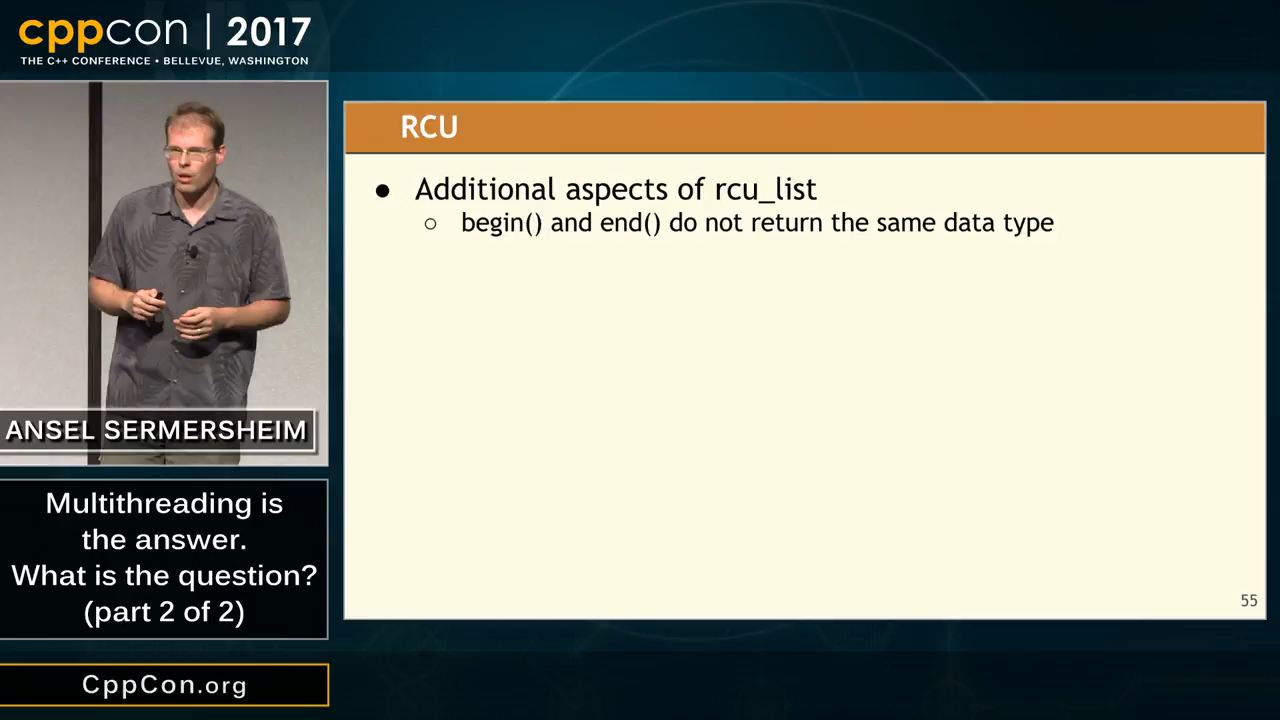 cppcon | 2017
THE C++ CONFERENCE • BELLEVUE, WASHINGTON
RCU
● Additional aspects of rcu_list
○ begin() and end() do not return the same data type
55
ANSEL SERMERSHEIM
Multithreading is
the answer.
What is the question?
(part 2 of 2)
CppCon.org